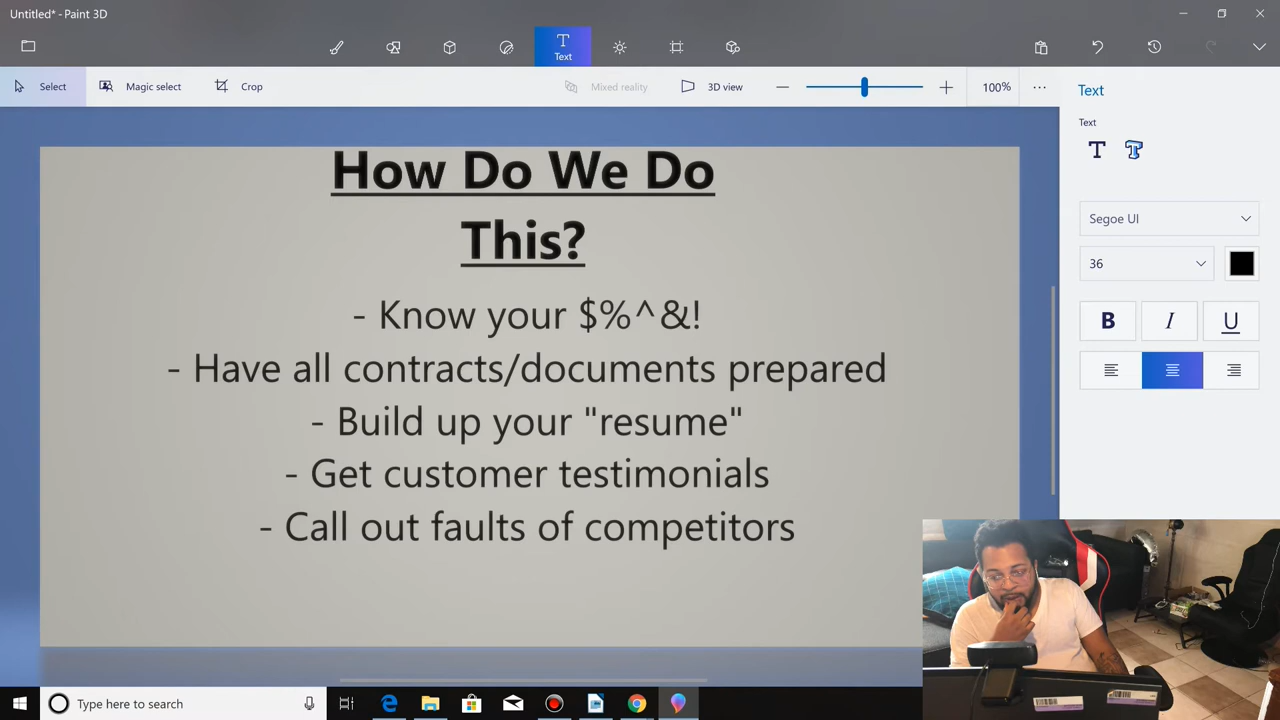 Untitled* - Paint 3D
Text
Select
Magic select
Crop
Mixed reality
3D view
100%
Text
Text
Segoe UI
36
B I U
How Do We Do
This?
- Know your $%^&!
- Have all contracts/documents prepared
- Build up your "resume"
- Get customer testimonials
- Call out faults of competitors
Type here to search